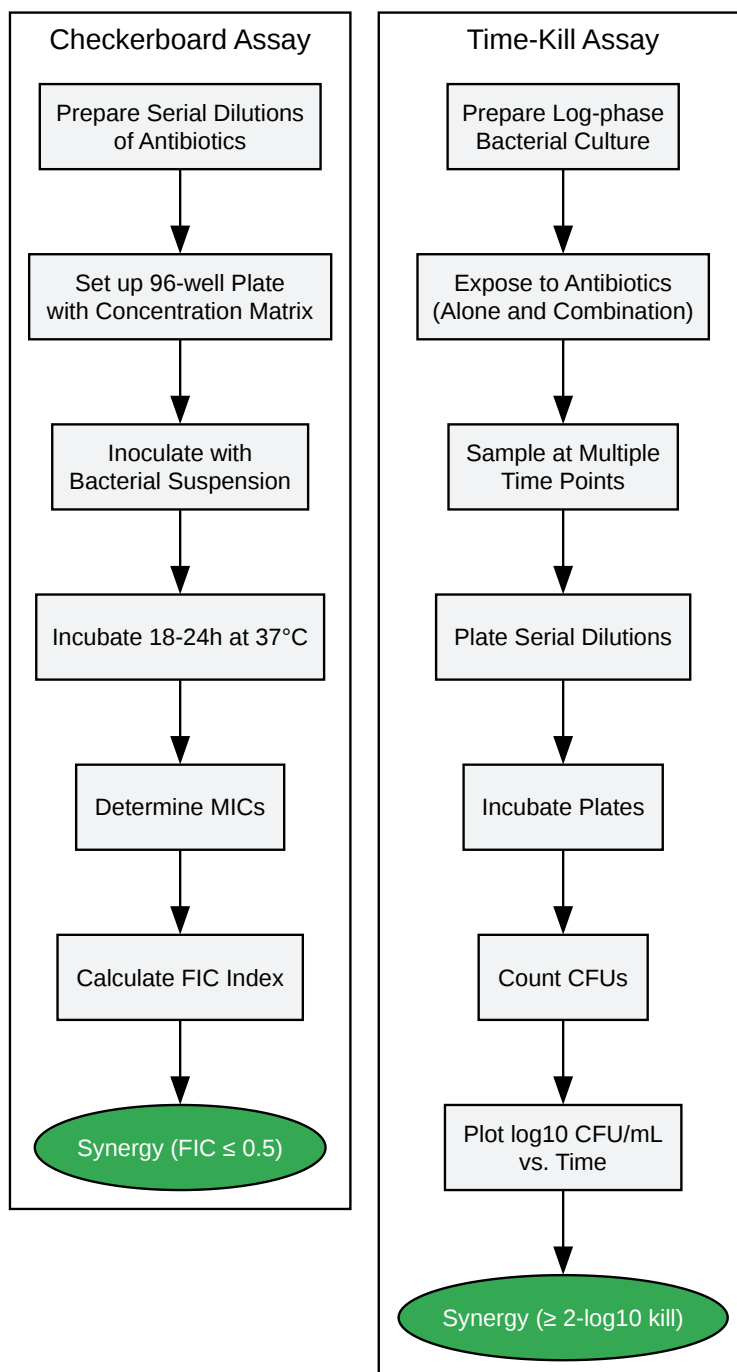 Checkerboard Assay
Prepare Serial Dilutions
of Antibiotics
Set up 96-well Plate
with Concentration Matrix
Inoculate with
Bacterial Suspension
Incubate 18-24h at 37°C
Determine MICs
Calculate FIC Index
Synergy (FIC ≤ 0.5)
Time-Kill Assay
Prepare Log-phase
Bacterial Culture
Expose to Antibiotics
(Alone and Combination)
Sample at Multiple
Time Points
Plate Serial Dilutions
Incubate Plates
Count CFUs
Plot log10 CFU/mL
vs. Time
Synergy (≥ 2-log10 kill)